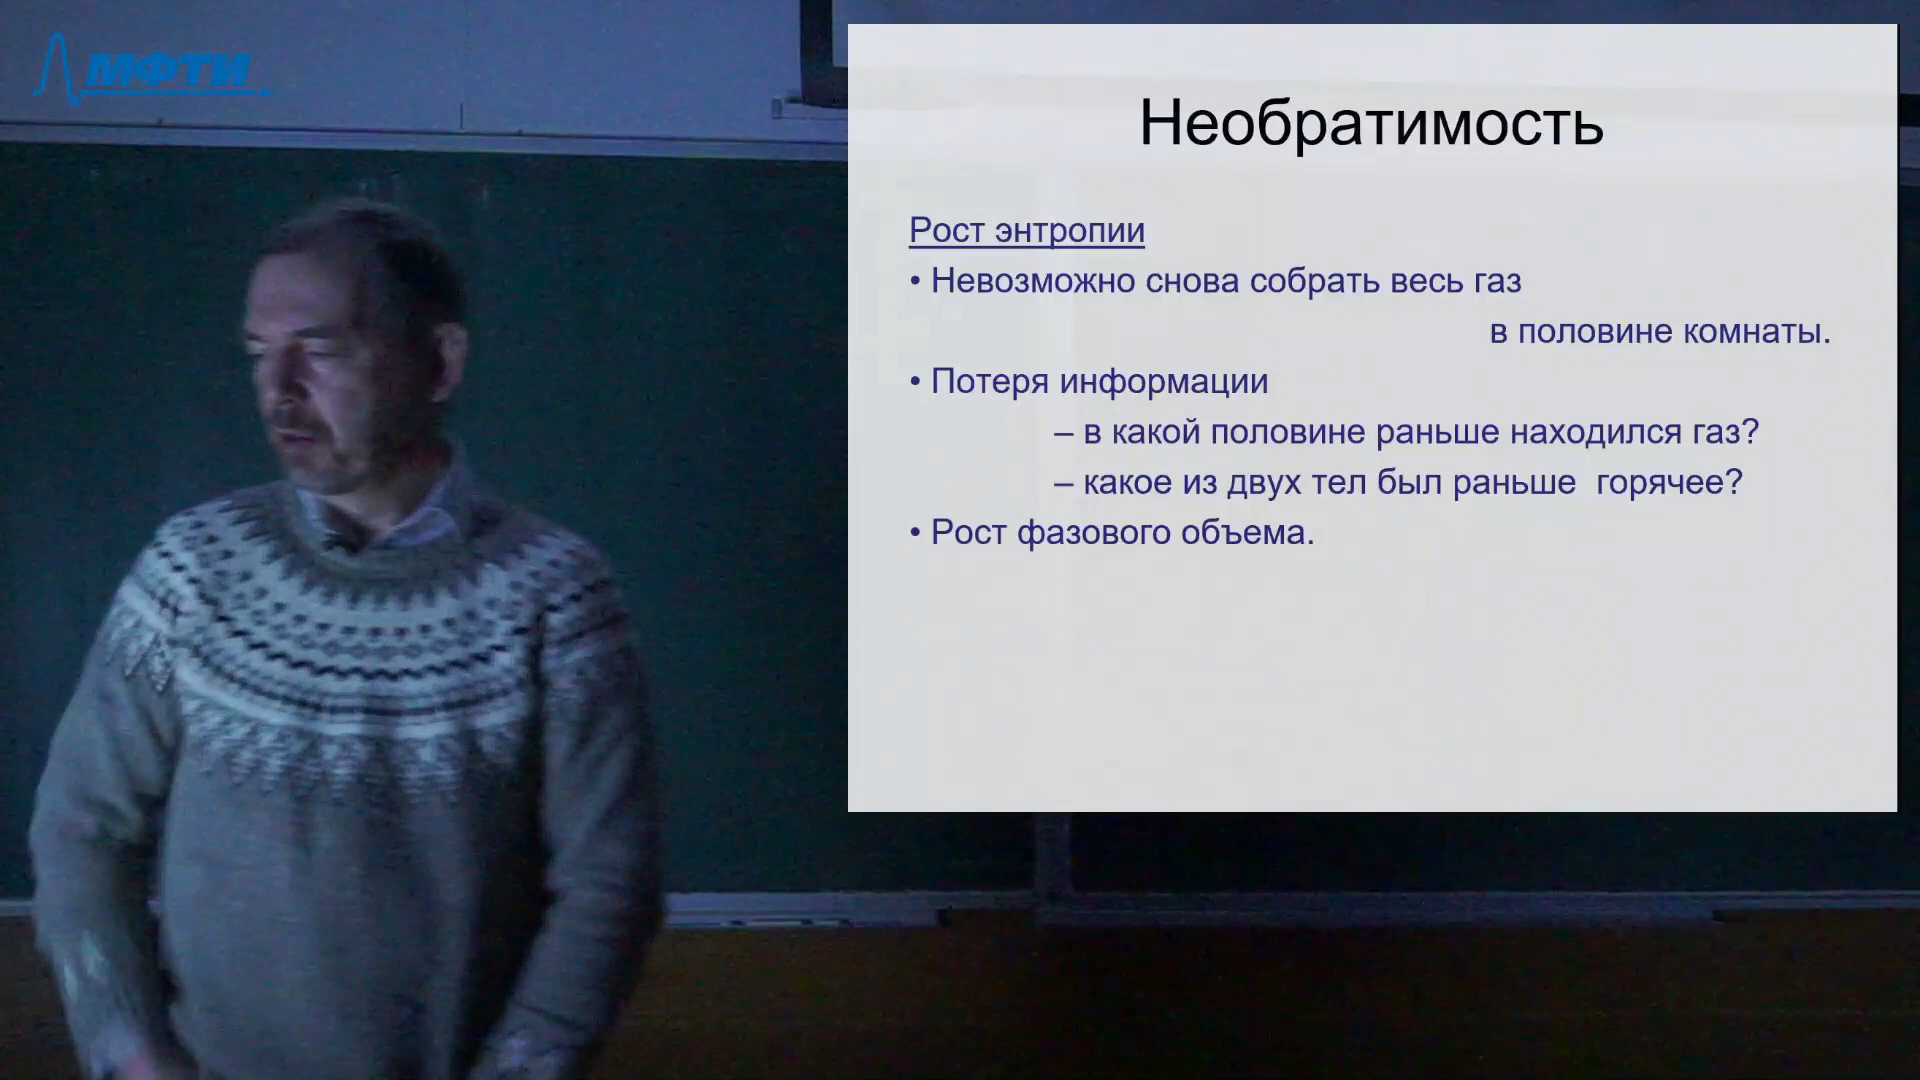 МФТИ
Необратимость
Рост энтропии
• Невозможно снова собрать весь газ
в половине комнаты.
• Потеря информации
– в какой половине раньше находился газ?
– какое из двух тел был раньше горячее?
• Рост фазового объема.